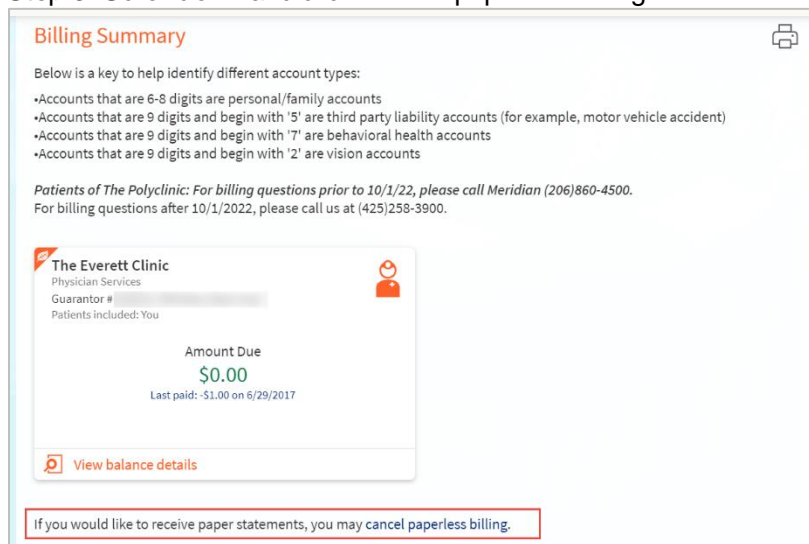 Billing Summary
Below is a key to help identify different account types:
•Accounts that are 6-8 digits are personal/family accounts
•Accounts that are 9 digits and begin with '5' are third party liability accounts (for example, motor vehicle accident)
•Accounts that are 9 digits and begin with '7' are behavioral health accounts
•Accounts that are 9 digits and begin with '2' are vision accounts
Patients of The Polyclinic: For billing questions prior to 10/1/22, please call Meridian (206)860-4500.
For billing questions after 10/1/2022, please call us at (425)258-3900.
The Everett Clinic
Physician Services
Guarantor #
Patients included: You
Amount Due
$0.00
Last paid: -$1.00 on 6/29/2017
View balance details
If you would like to receive paper statements, you may cancel paperless billing.